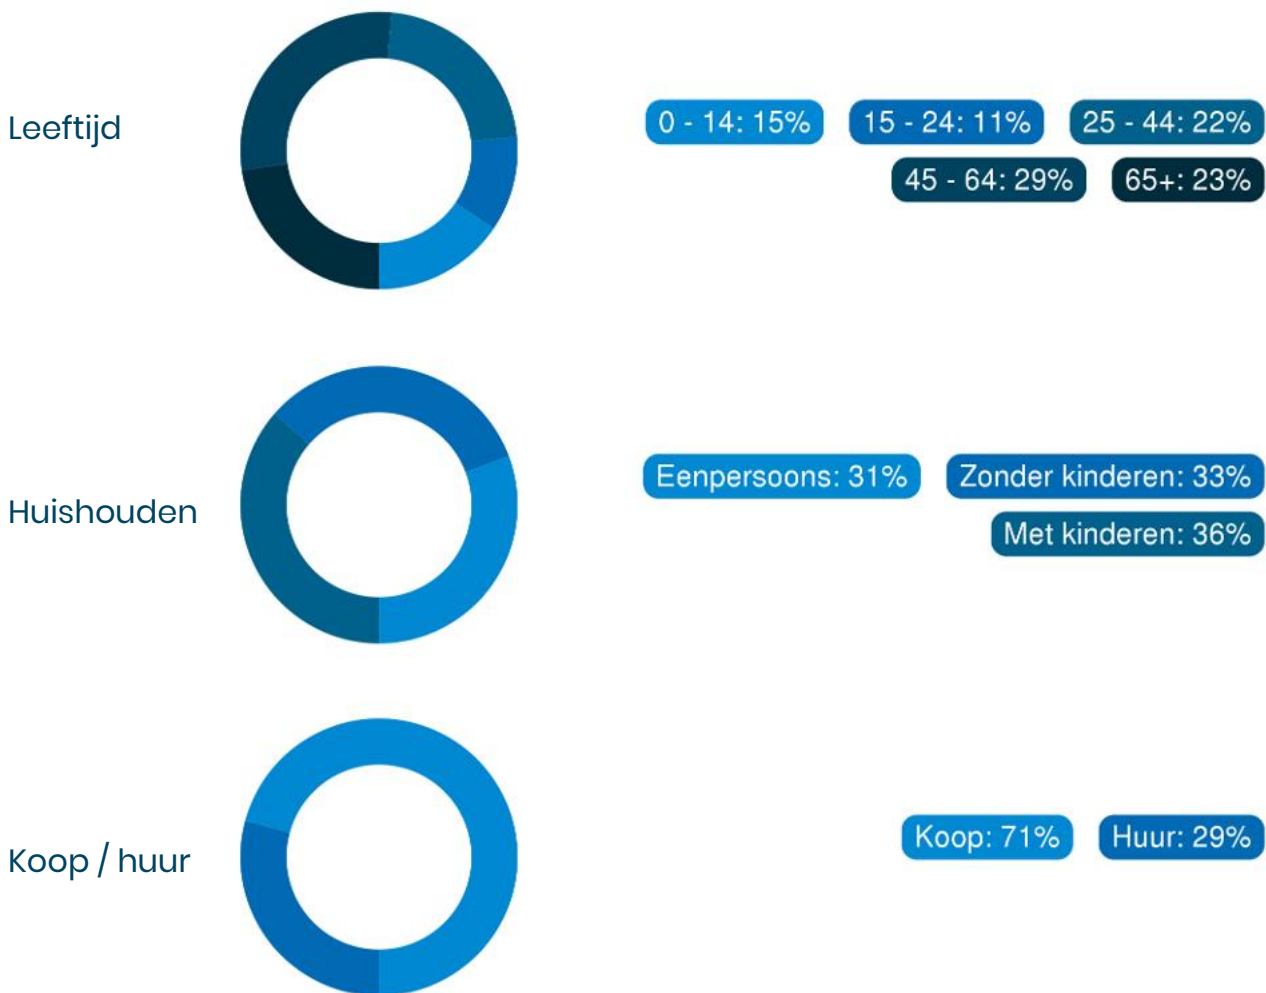 Leeftijd
0 - 14: 15% 15 - 24: 11% 25 - 44: 22%
45 - 64: 29% 65+: 23%
Huishouden
Eenpersoons: 31% Zonder kinderen: 33%
Met kinderen: 36%
Koop / huur
Koop: 71% Huur: 29%